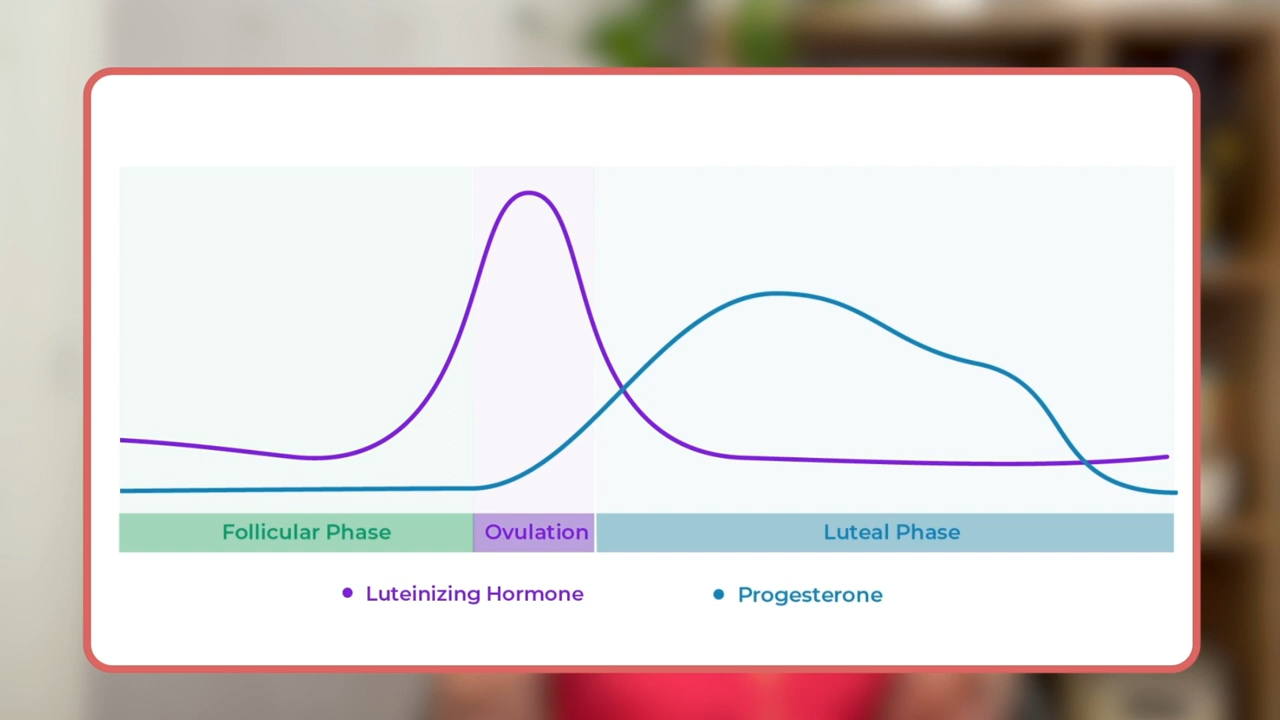 Follicular Phase
Ovulation
Luteal Phase
Luteinizing Hormone
Progesterone